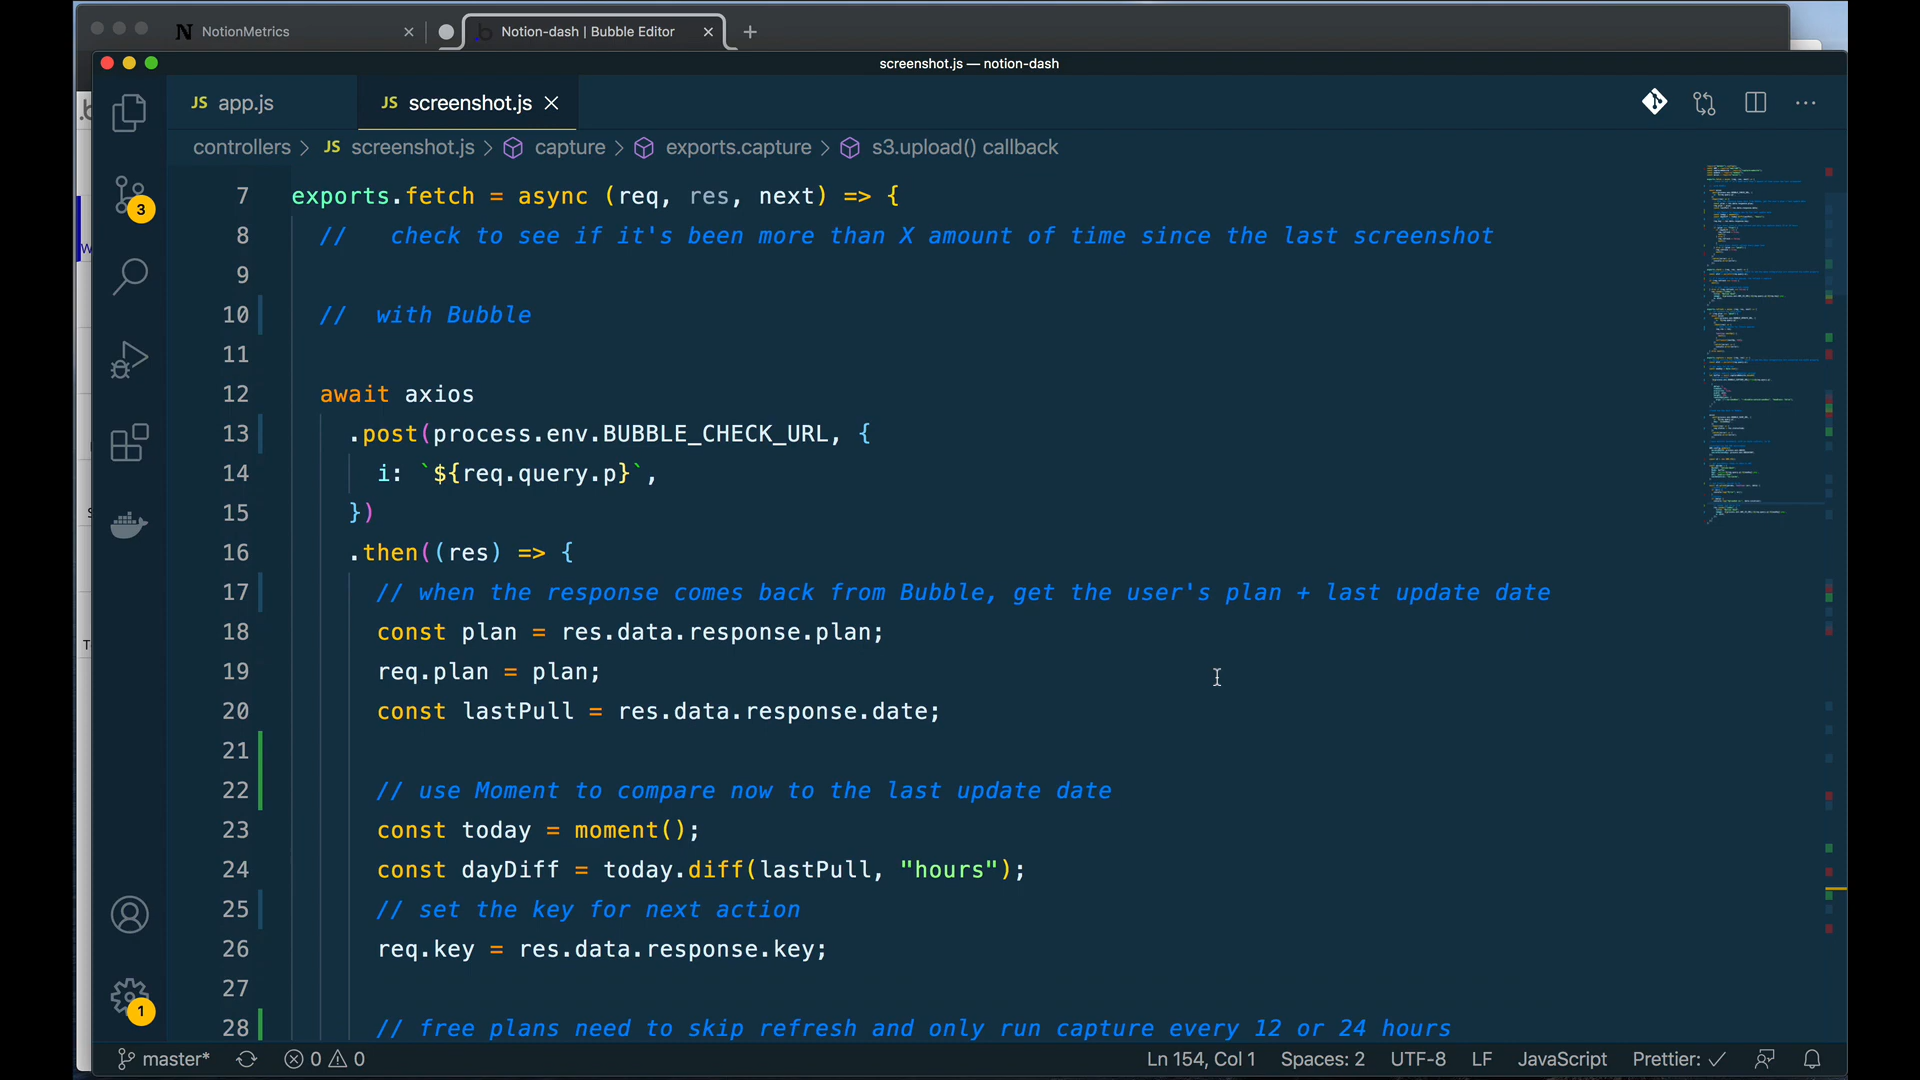 NotionMetrics
Notion-dash | Bubble Editor
screenshot.js — notion-dash
JS app.js
JS screenshot.js
controllers > JS screenshot.js > capture > exports.capture > s3.upload() callback
7 exports.fetch = async (req, res, next) => {
8 //   check to see if it's been more than X amount of time since the last screenshot
9
10 //  with Bubble
11
12 await axios
13 .post(process.env.BUBBLE_CHECK_URL, {
14 i: `${req.query.p}`,
15 })
16 .then((res) => {
17 // when the response comes back from Bubble, get the user's plan + last update date
18 const plan = res.data.response.plan;
19 req.plan = plan;
20 const lastPull = res.data.response.date;
21
22 // use Moment to compare now to the last update date
23 const today = moment();
24 const dayDiff = today.diff(lastPull, "hours");
25 // set the key for next action
26 req.key = res.data.response.key;
27
28 // free plans need to skip refresh and only run capture every 12 or 24 hours
3
1
master* 0 0 Ln 154, Col 1 Spaces: 2 UTF-8 LF JavaScript Prettier: ✓